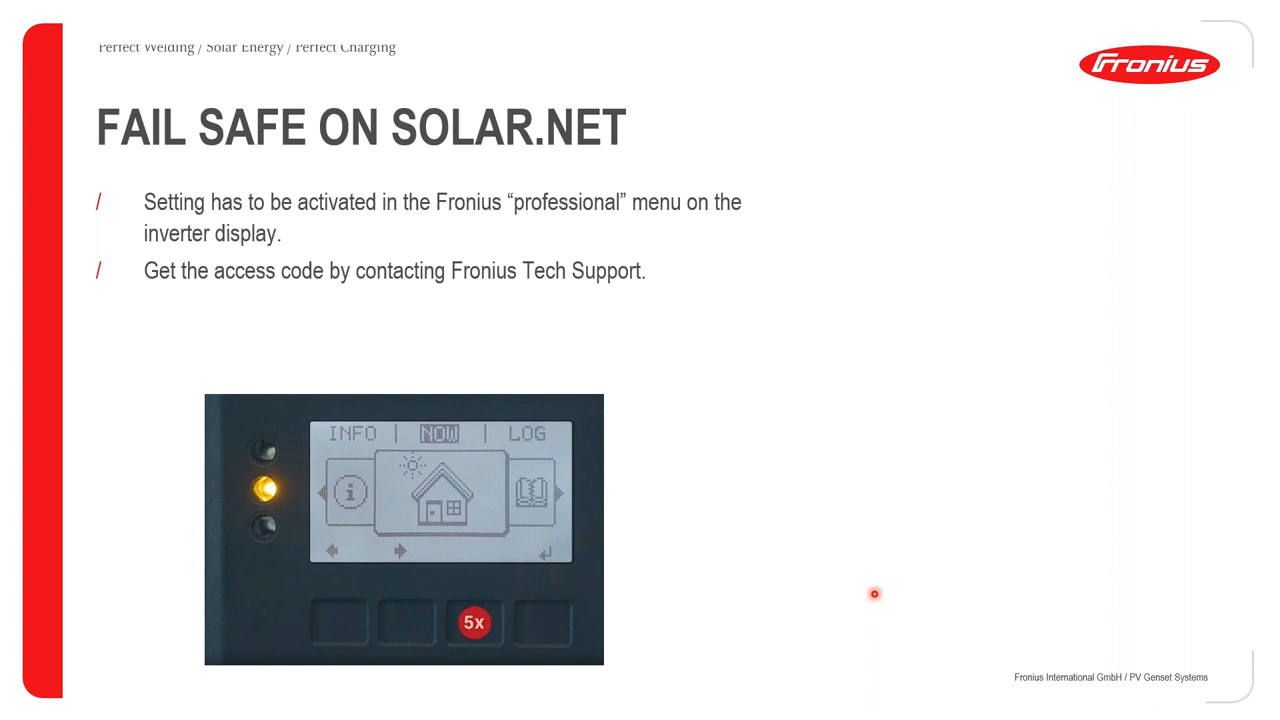 Perfect Welding / Solar Energy / Perfect Charging
Fronius
FAIL SAFE ON SOLAR.NET
/ Setting has to be activated in the Fronius “professional” menu on the
inverter display.
/ Get the access code by contacting Fronius Tech Support.
INFO | NOW | LOG
i
5x
Fronius International GmbH / PV Genset Systems